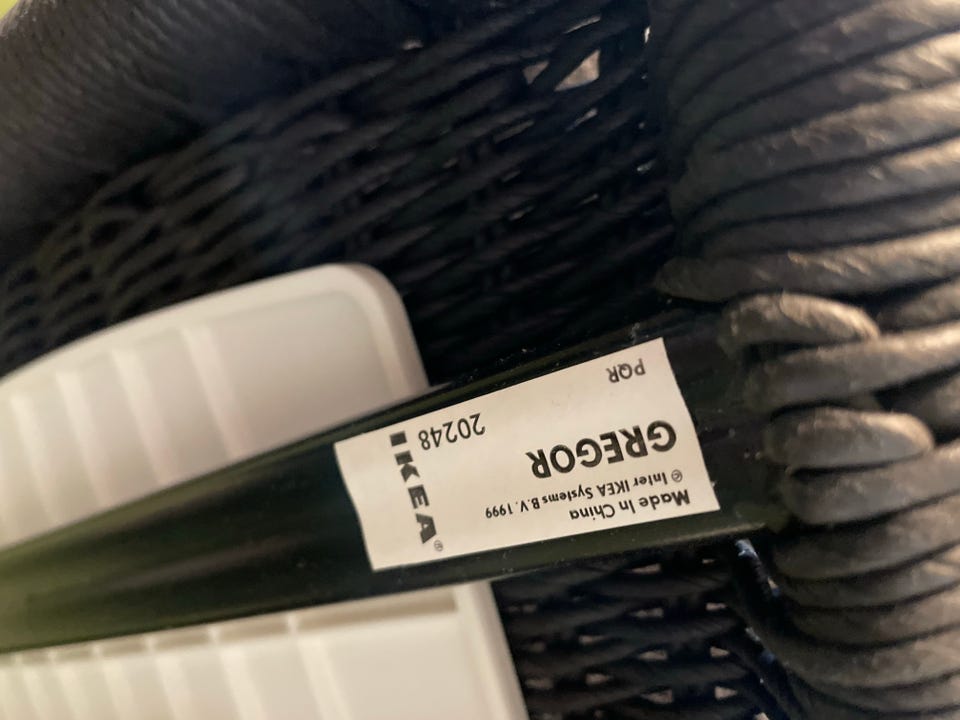 Made In China
© Inter IKEA Systems B.V. 1999
GREGOR
20248
PQR
IKEA®